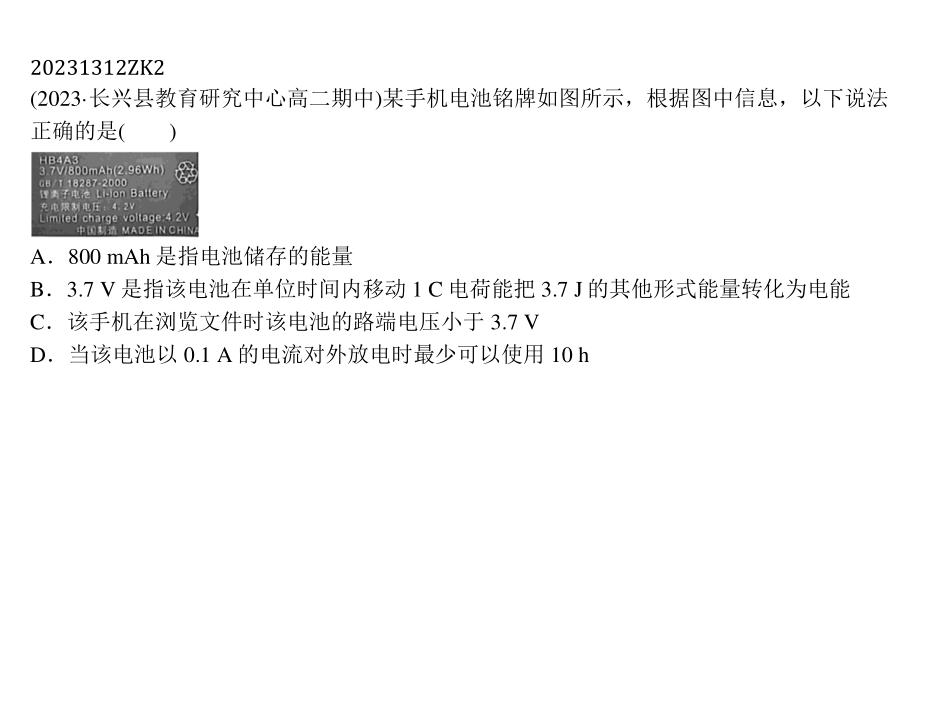 20231312ZK2
(2023·长兴县教育研究中心高二期中)某手机电池铭牌如图所示，根据图中信息，以下说法
正确的是(　　)
HB4A3
3.7V/800mAh(2.96Wh)
GB/T 18287-2000
锂离子电池 Li-Ion Battery
充电限制电压：4.2V
Limited charge voltage:4.2V
中国制造 MADE IN CHINA
A．800 mAh 是指电池储存的能量
B．3.7 V 是指该电池在单位时间内移动 1 C 电荷能把 3.7 J 的其他形式能量转化为电能
C．该手机在浏览文件时该电池的路端电压小于 3.7 V
D．当该电池以 0.1 A 的电流对外放电时最少可以使用 10 h